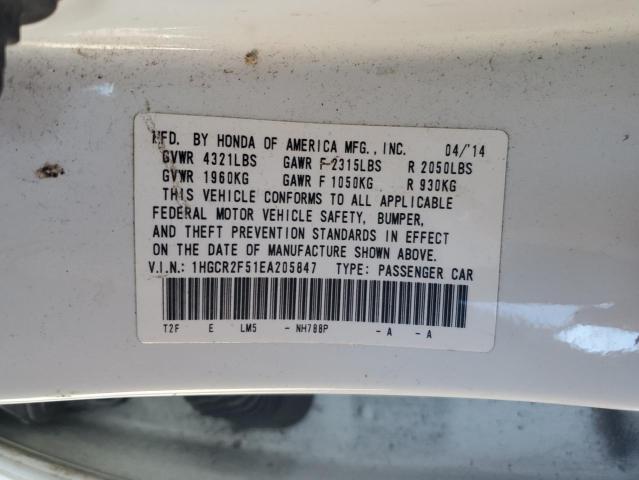 MFD. BY HONDA OF AMERICA MFG., INC. 04/'14
GVWR 4321LBS GAWR F 2315LBS R 2050LBS
GVWR 1960KG GAWR F 1050KG R 930KG
THIS VEHICLE CONFORMS TO ALL APPLICABLE
FEDERAL MOTOR VEHICLE SAFETY, BUMPER,
AND THEFT PREVENTION STANDARDS IN EFFECT
ON THE DATE OF MANUFACTURE SHOWN ABOVE.
V.I.N.: 1HGCR2F51EA205847 TYPE: PASSENGER CAR
T2F E LM5 - NH788P - A - A